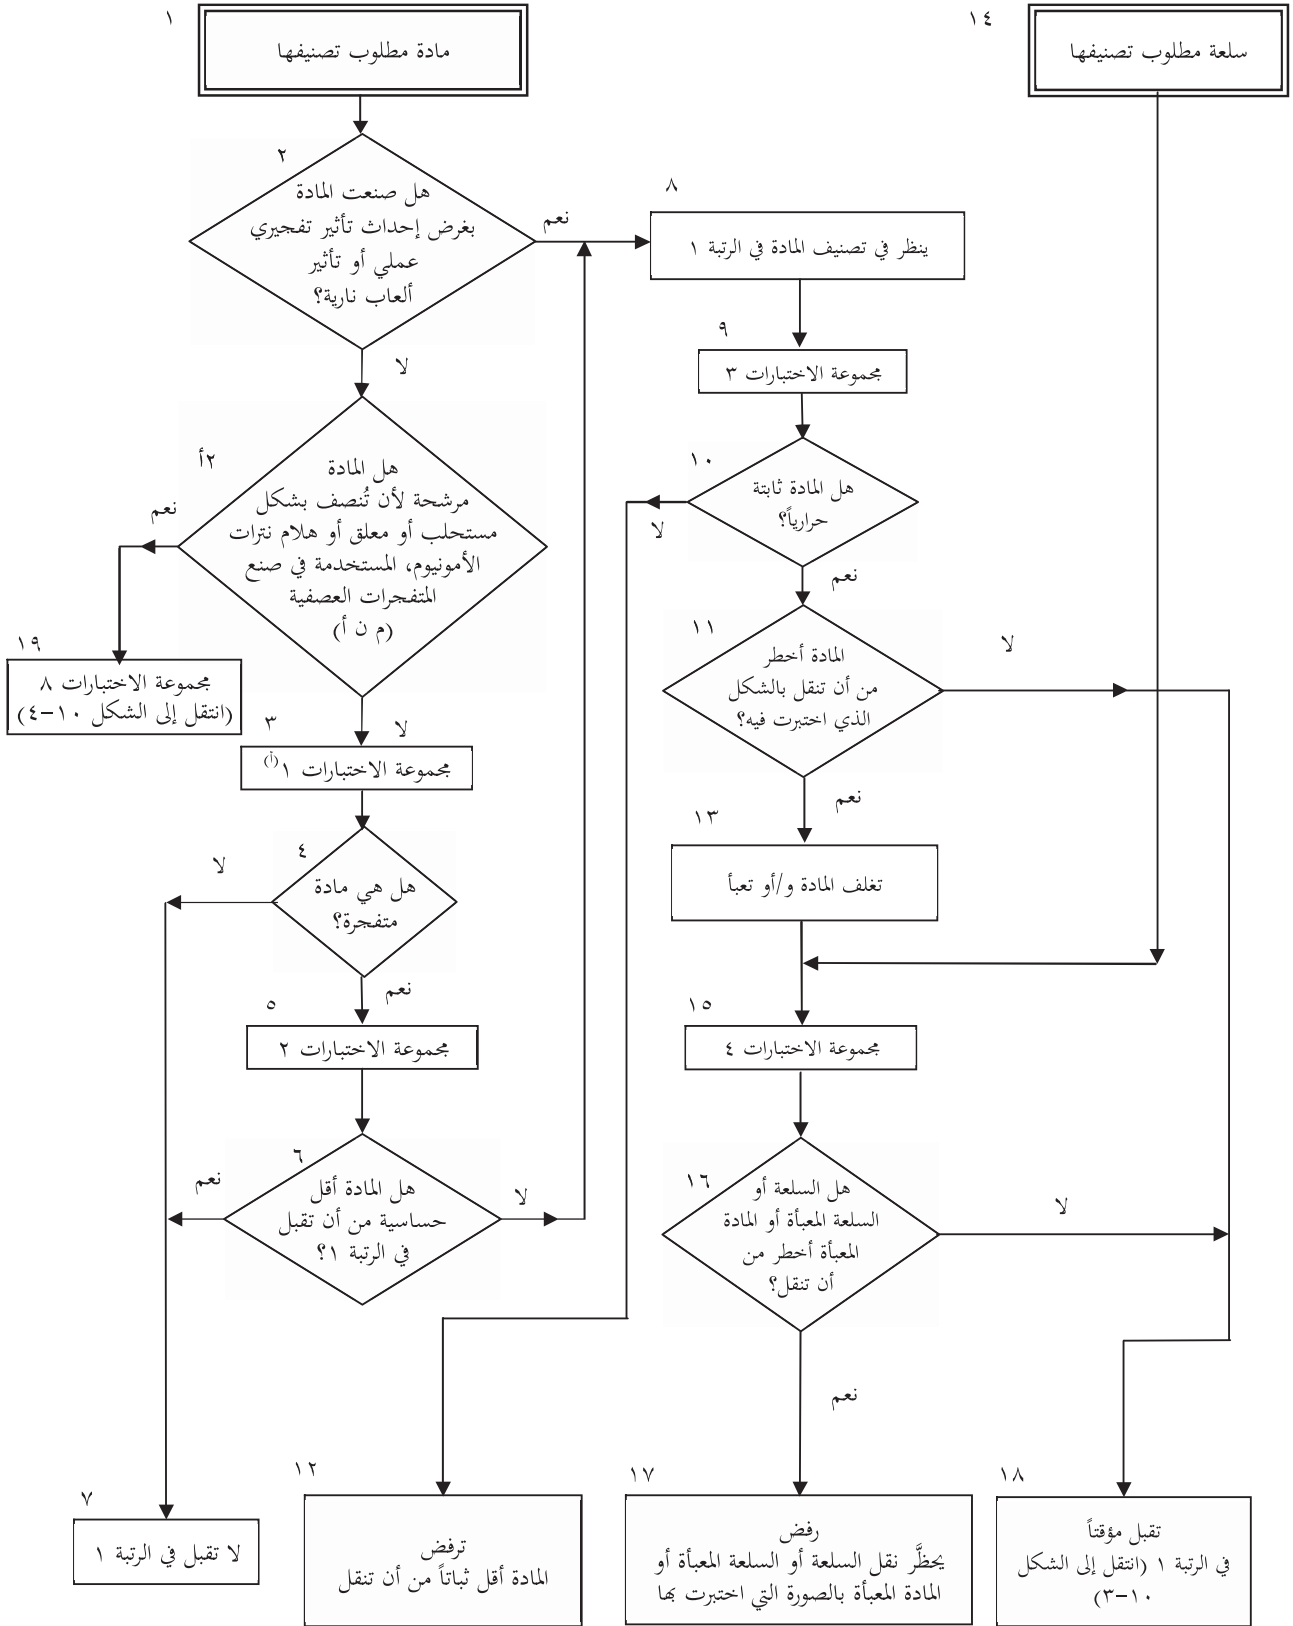 ١
مادة مطلوب تصنيفها
١٤
سلعة مطلوب تصنيفها
٢
هل صنعت المادة
بغرض إحداث تأثير تفجيري
عملي أو تأثير
ألعاب نارية؟
نعم
لا
٨
ينظر في تصنيف المادة في الرتبة ١
٩
مجموعة الاختبارات ٣
٢أ
هل المادة
مرشحة لأن تُنصف بشكل
مستحلب أو معلق أو هلام نترات
الأمونيوم، المستخدمة في صنع
المتفجرات العصفية
(م ن أ)
نعم
لا
١٠
هل المادة ثابتة
حرارياً؟
لا
نعم
١٩
مجموعة الاختبارات ٨
(انتقل إلى الشكل ١٠-٤)
١١
المادة أخطر
من أن تنقل بالشكل
الذي اختبرت فيه؟
لا
نعم
٣
مجموعة الاختبارات ١(أ)
١٣
تغلف المادة و/أو تعبأ
٤
هل هي مادة
متفجرة؟
لا
نعم
٥
مجموعة الاختبارات ٢
١٥
مجموعة الاختبارات ٤
٦
هل المادة أقل
حساسية من أن تقبل
في الرتبة ١؟
نعم
لا
١٦
هل السلعة أو
السلعة المعبأة أو المادة
المعبأة أخطر من
أن تنقل؟
لا
نعم
٧
لا تقبل في الرتبة ١
١٢
ترفض
المادة أقل ثباتاً من أن تنقل
١٧
رفض
يحظَّر نقل السلعة أو السلعة المعبأة أو
المادة المعبأة بالصورة التي اختبرت بها
١٨
تقبل مؤقتاً
في الرتبة ١ (انتقل إلى الشكل
١٠-٣)